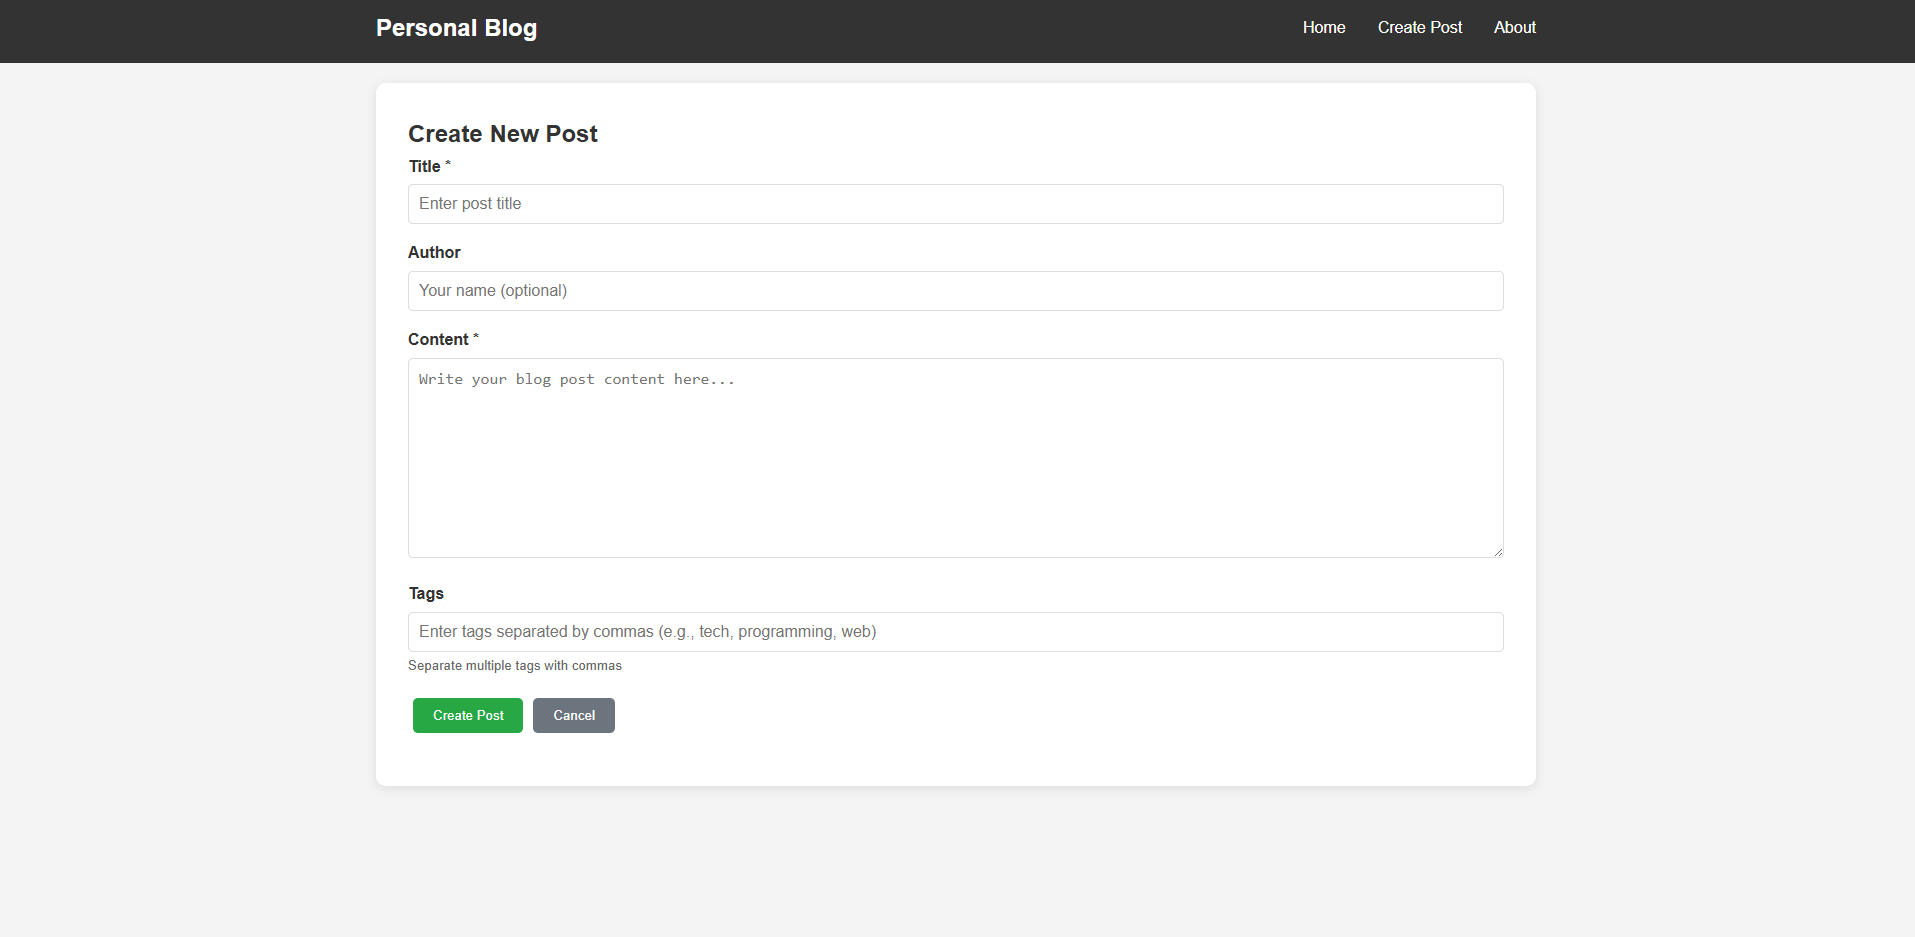 Personal Blog
Home
Create Post
About
Create New Post
Title *
Enter post title
Author
Your name (optional)
Content *
Write your blog post content here...
Tags
Enter tags separated by commas (e.g., tech, programming, web)
Separate multiple tags with commas
Create Post
Cancel